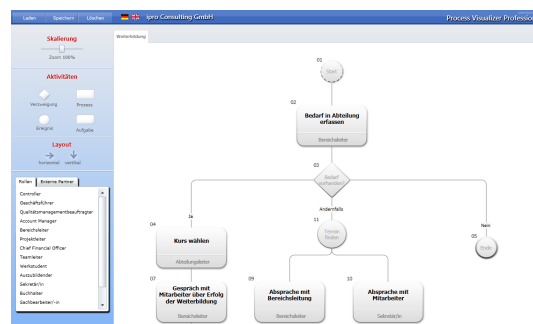 Laden Speichern Löschen
ipro Consulting GmbH
Process Visualizer Profession
Skalierung
Zoom 100%
Aktivitäten
Verzweigung Prozess
Ereignis Aufgabe
Layout
horizontal vertikal
Rollen Externe Partner
Controller
Geschäftsführer
Qualitätsmanagementbeauftragter
Account Manager
Bereichsleiter
Projektleiter
Chief Financial Officer
Teamleiter
Werkstudent
Auszubildender
Sekretär/in
Buchhalter
Sachbearbeiter/-in
Weiterbildung
01
Start
02
Bedarf in Abteilung
erfassen
Bereichsleiter
03
Bedarf
vorhanden?
Ja
Andernfalls
Nein
04
Kurs wählen
Abteilungsleiter
11
Termin
finden
05
Ende
07
Gespräch mit
Mitarbeiter über Erfolg
der Weiterbildung
Bereichsleiter
09
Absprache mit
Bereichsleitung
Bereichsleiter
10
Absprache mit
Mitarbeiter
Sekretär/in